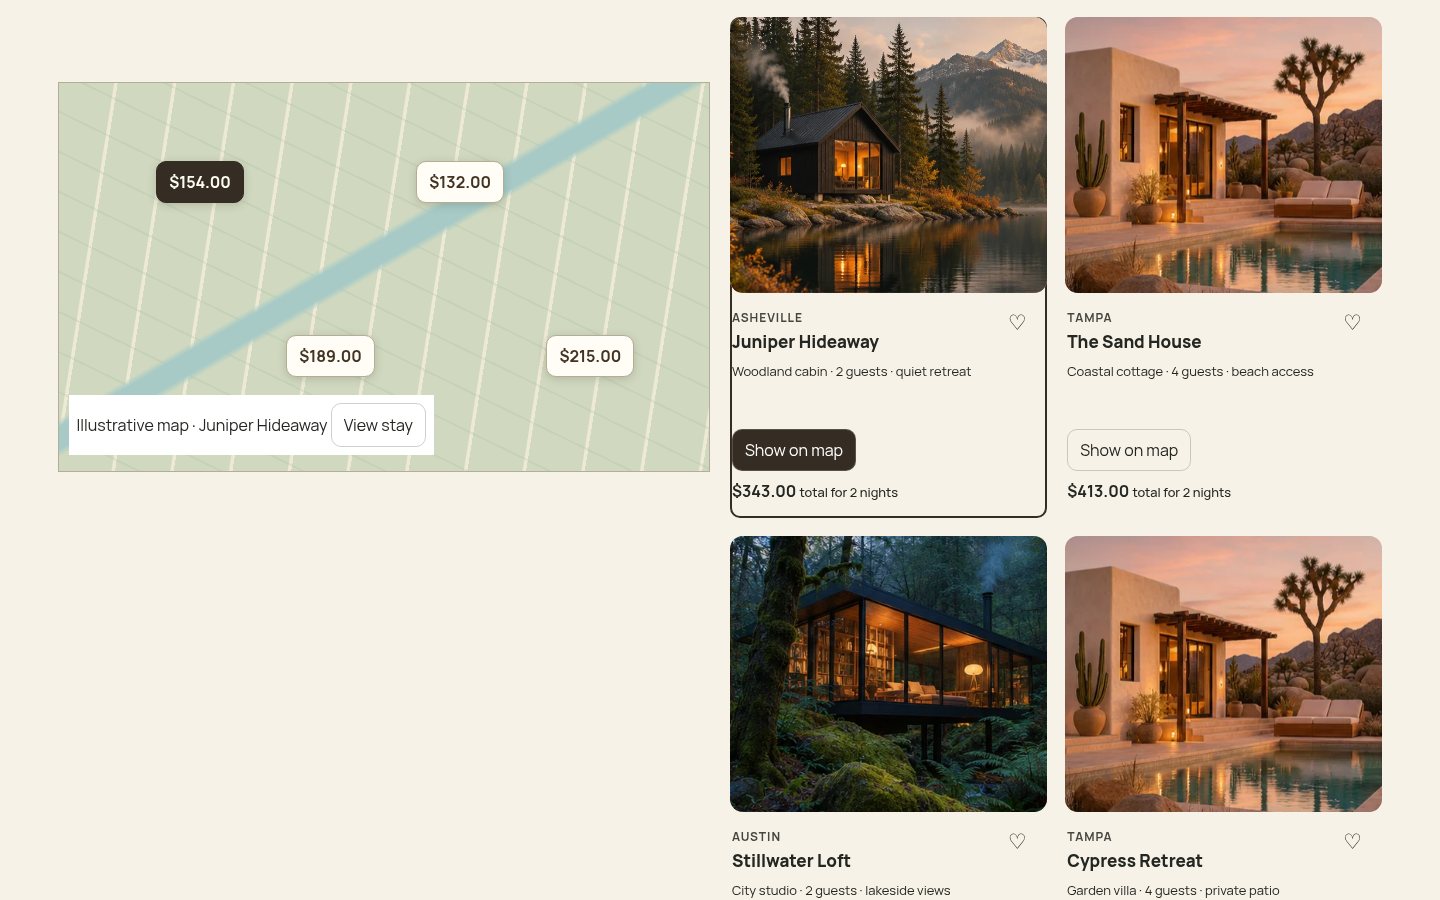 $154.00
$132.00
$189.00
$215.00
Illustrative map · Juniper Hideaway
View stay
ASHEVILLE
♡
Juniper Hideaway
Woodland cabin · 2 guests · quiet retreat
Show on map
$343.00 total for 2 nights
TAMPA
♡
The Sand House
Coastal cottage · 4 guests · beach access
Show on map
$413.00 total for 2 nights
AUSTIN
♡
Stillwater Loft
City studio · 2 guests · lakeside views
TAMPA
♡
Cypress Retreat
Garden villa · 4 guests · private patio